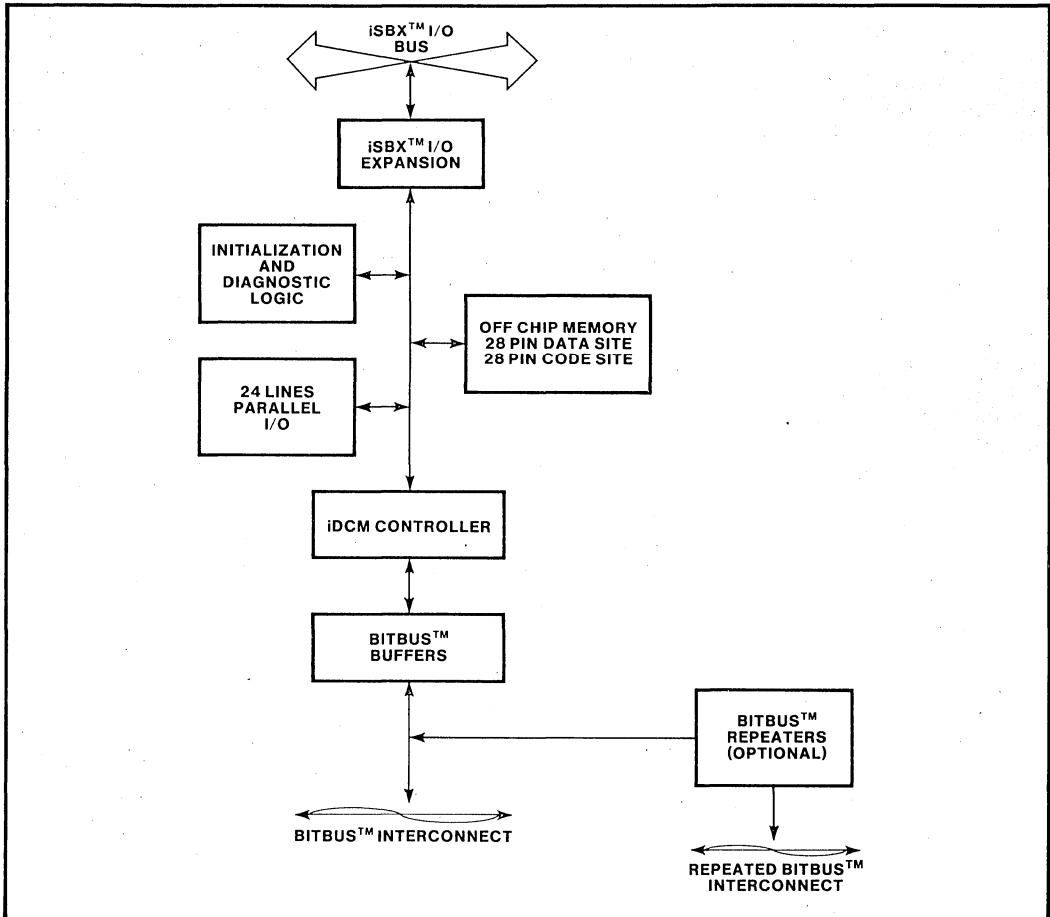 iSBX™ I/O
BUS
iSBX™ I/O
EXPANSION
INITIALIZATION
AND
DIAGNOSTIC
LOGIC
OFF CHIP MEMORY
28 PIN DATA SITE
28 PIN CODE SITE
24 LINES
PARALLEL
I/O
iDCM CONTROLLER
BITBUS™
BUFFERS
BITBUS™
REPEATERS
(OPTIONAL)
BITBUS™ INTERCONNECT
REPEATED BITBUS™
INTERCONNECT